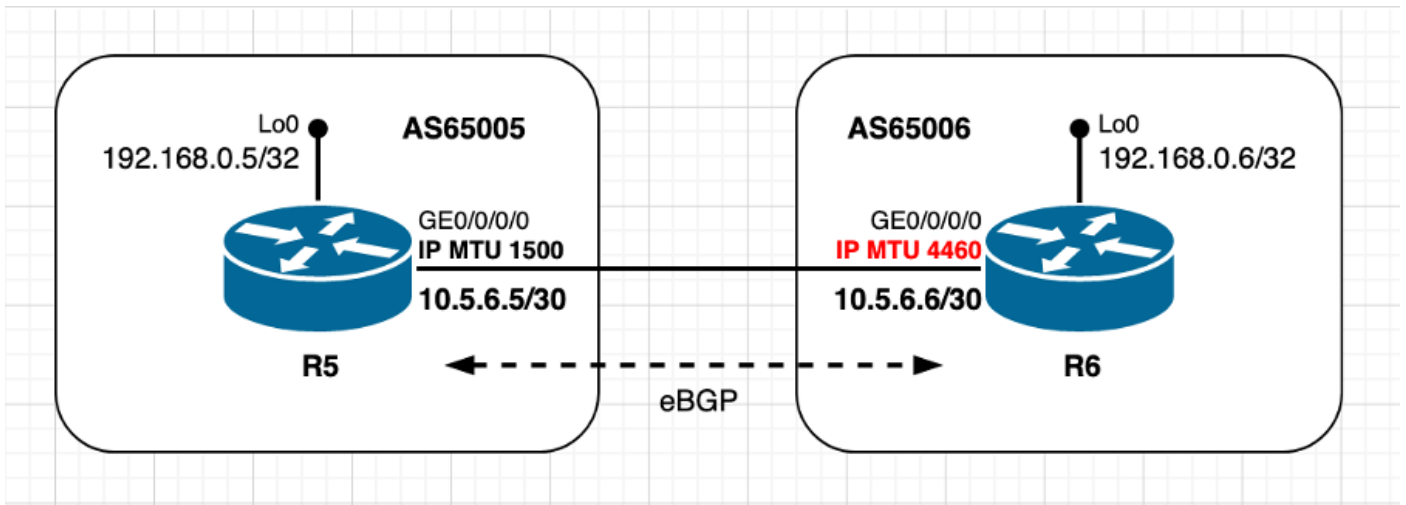 Lo0
192.168.0.5/32
AS65005
GE0/0/0/0
IP MTU 1500
10.5.6.5/30
R5
eBGP
AS65006
Lo0
192.168.0.6/32
GE0/0/0/0
IP MTU 4460
10.5.6.6/30
R6